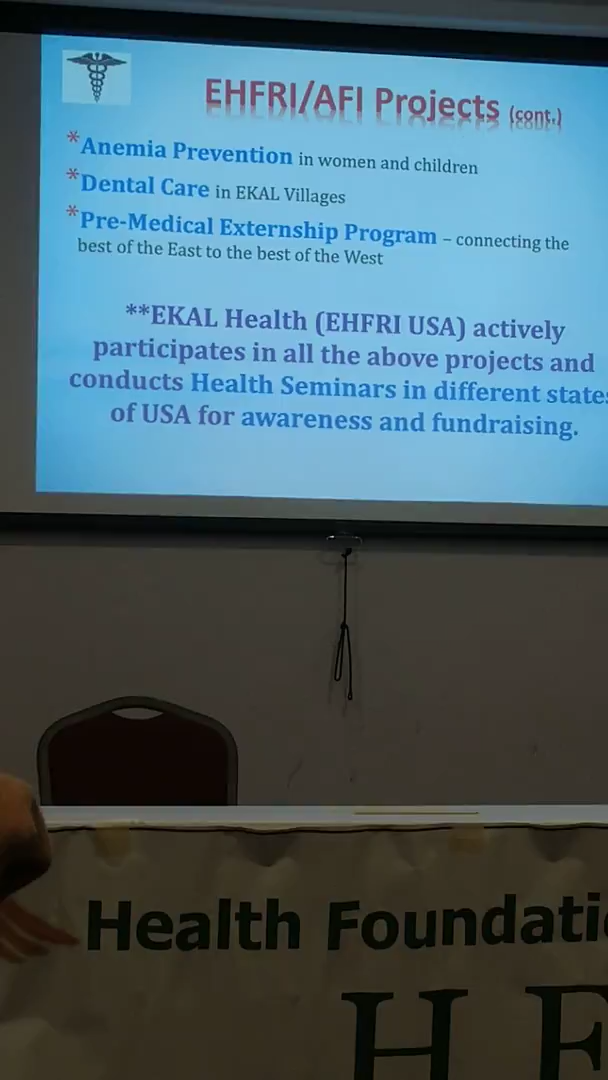 EHFRI/AFI Projects (cont.)
*Anemia Prevention in women and children
*Dental Care in EKAL Villages
*Pre-Medical Externship Program – connecting the
best of the East to the best of the West
**EKAL Health (EHFRI USA) actively
participates in all the above projects and
conducts Health Seminars in different states
of USA for awareness and fundraising.
Health Foundati
H F